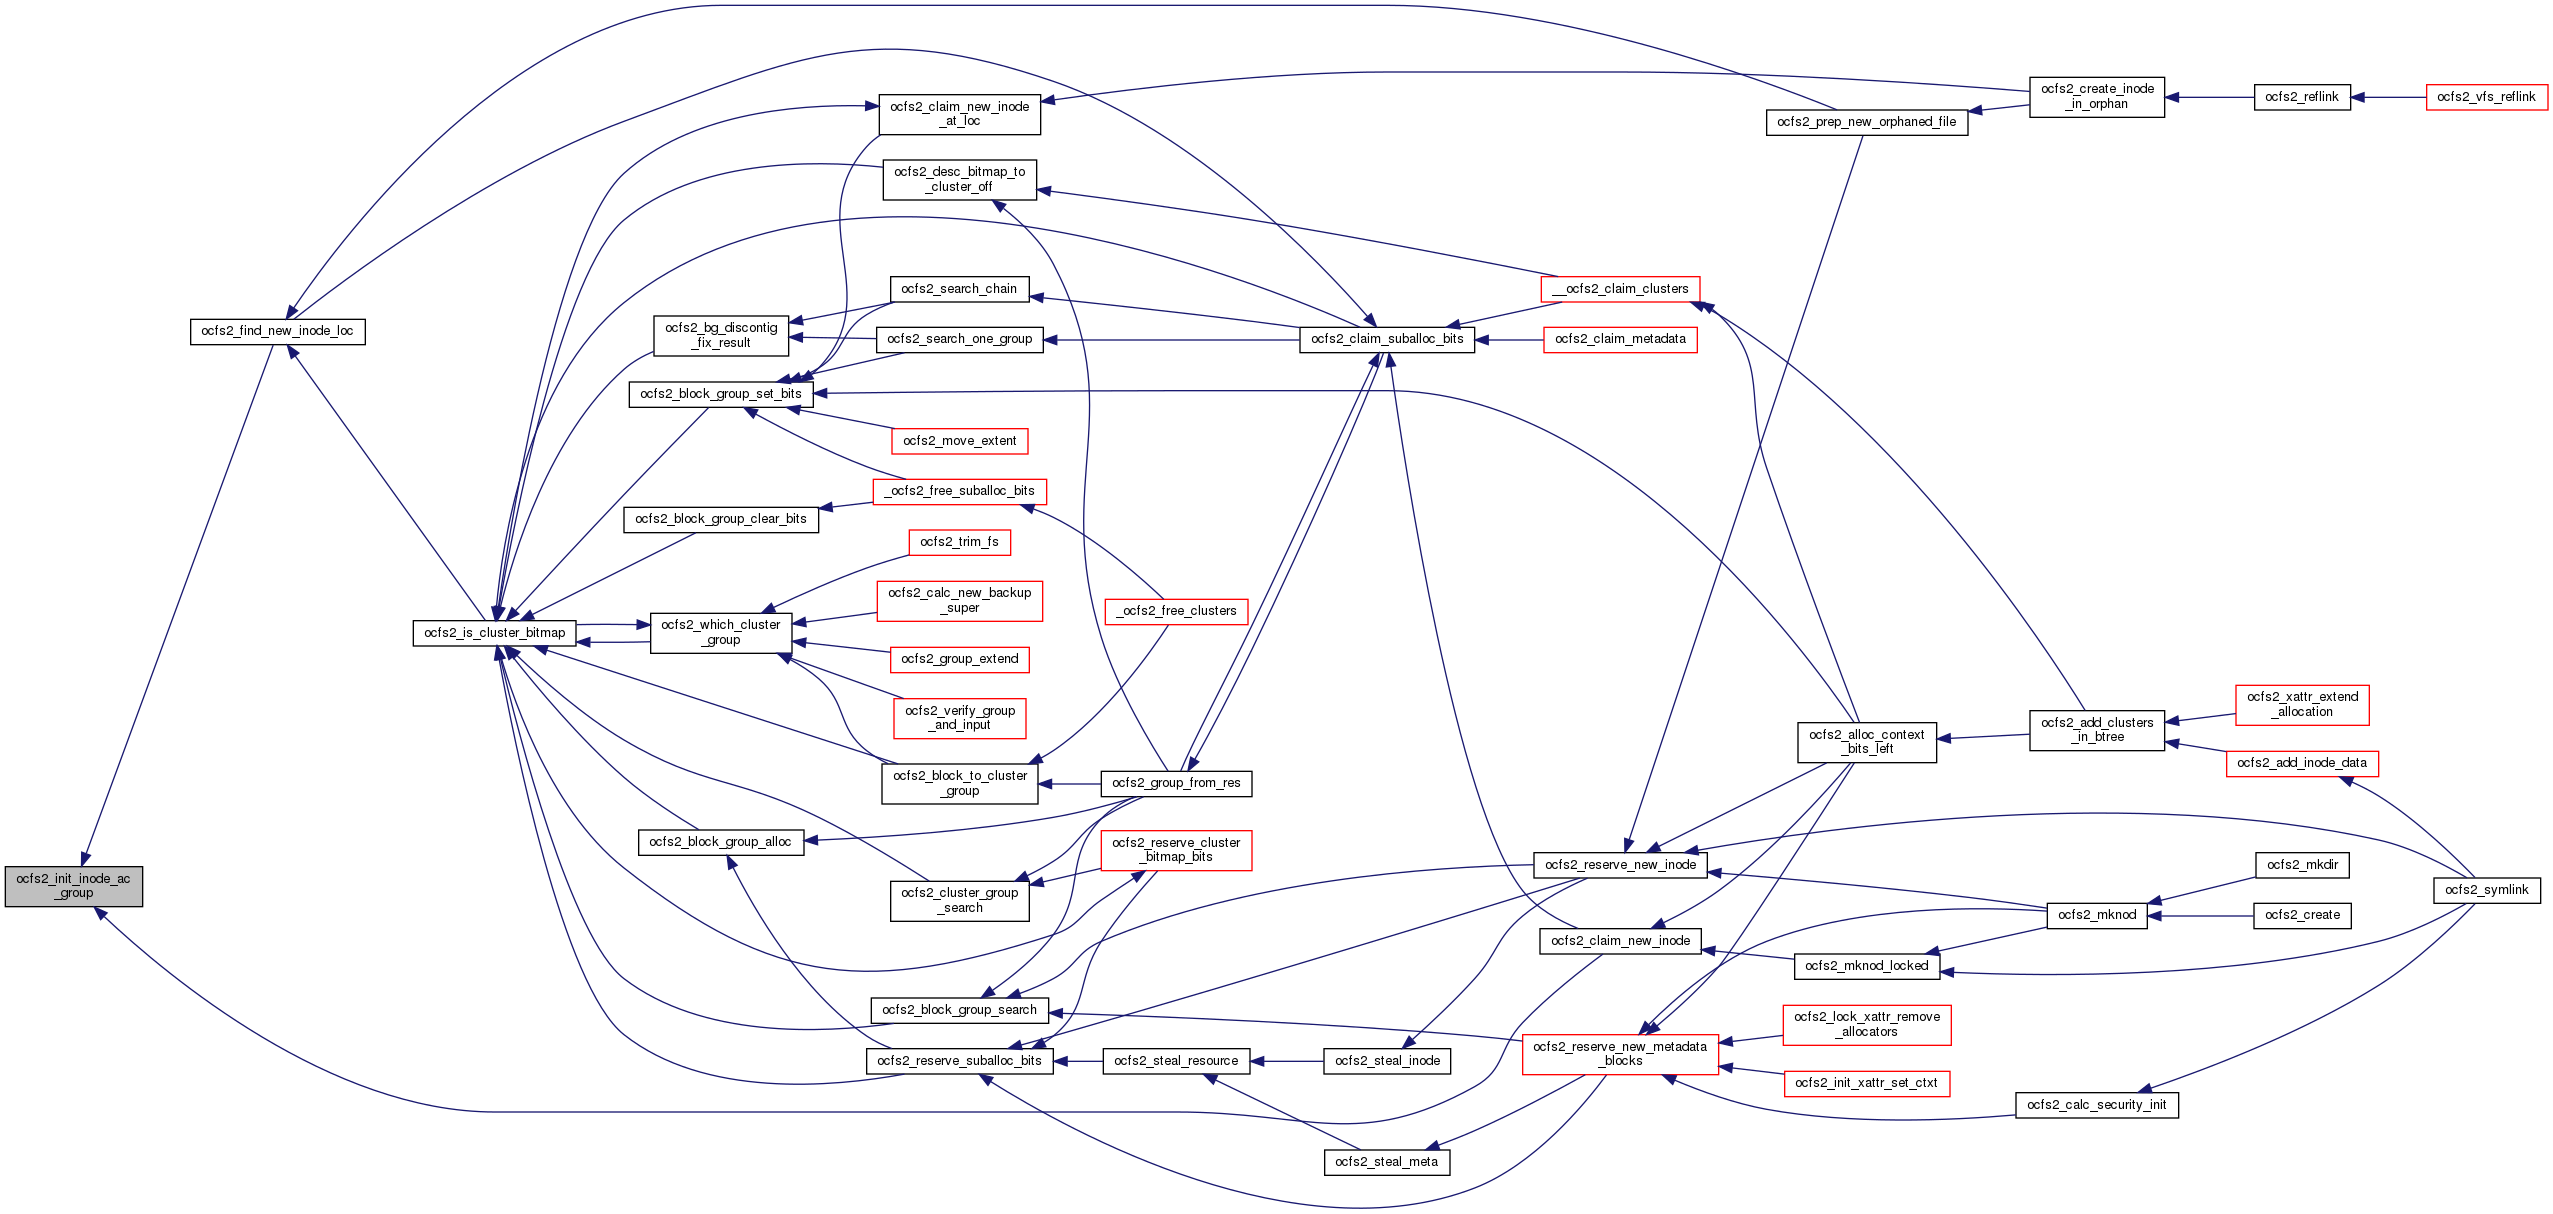 ocfs2_init_inode_ac
_group
ocfs2_find_new_inode_loc
ocfs2_is_cluster_bitmap
ocfs2_bg_discontig
_fix_result
ocfs2_block_group_set_bits
ocfs2_block_group_clear_bits
ocfs2_which_cluster
_group
ocfs2_block_group_alloc
ocfs2_claim_new_inode
_at_loc
ocfs2_desc_bitmap_to
_cluster_off
ocfs2_search_chain
ocfs2_search_one_group
ocfs2_move_extent
_ocfs2_free_suballoc_bits
ocfs2_trim_fs
ocfs2_calc_new_backup
_super
ocfs2_group_extend
ocfs2_verify_group
_and_input
ocfs2_block_to_cluster
_group
ocfs2_cluster_group
_search
ocfs2_block_group_search
ocfs2_reserve_suballoc_bits
_ocfs2_free_clusters
ocfs2_group_from_res
ocfs2_reserve_cluster
_bitmap_bits
ocfs2_steal_resource
ocfs2_claim_suballoc_bits
ocfs2_steal_inode
ocfs2_steal_meta
__ocfs2_claim_clusters
ocfs2_claim_metadata
ocfs2_reserve_new_inode
ocfs2_claim_new_inode
ocfs2_reserve_new_metadata
_blocks
ocfs2_prep_new_orphaned_file
ocfs2_alloc_context
_bits_left
ocfs2_mknod_locked
ocfs2_lock_xattr_remove
_allocators
ocfs2_init_xattr_set_ctxt
ocfs2_create_inode
_in_orphan
ocfs2_add_clusters
_in_btree
ocfs2_mknod
ocfs2_calc_security_init
ocfs2_reflink
ocfs2_xattr_extend
_allocation
ocfs2_add_inode_data
ocfs2_mkdir
ocfs2_create
ocfs2_vfs_reflink
ocfs2_symlink